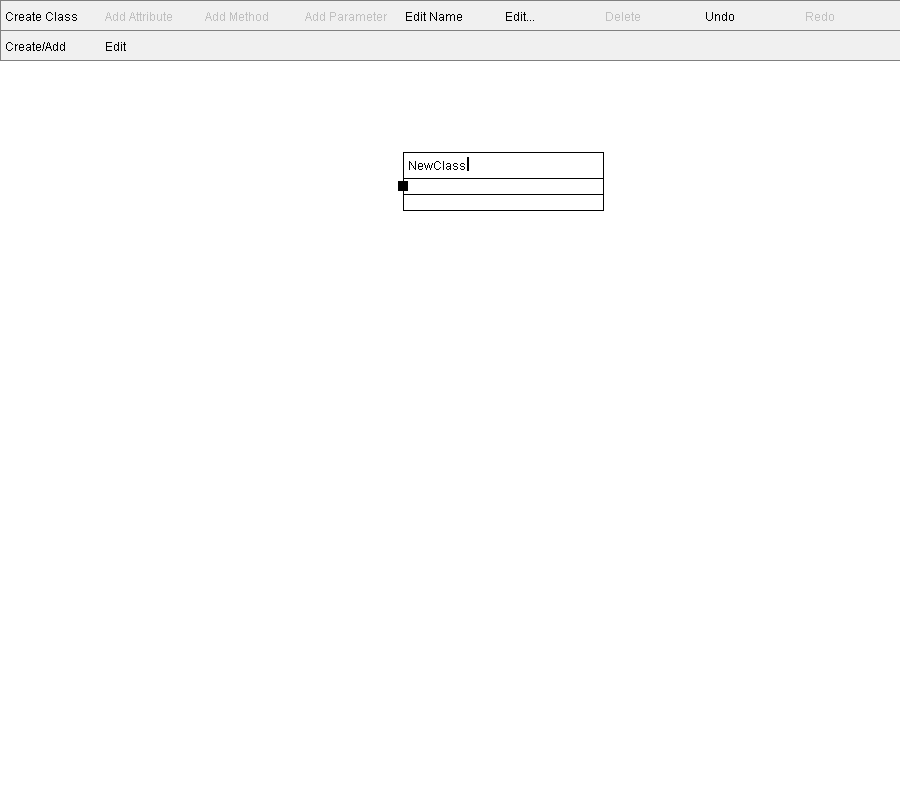 Create Class Add Attribute Add Method Add Parameter Edit Name Edit... Delete Undo Redo
Create/Add Edit
NewClass